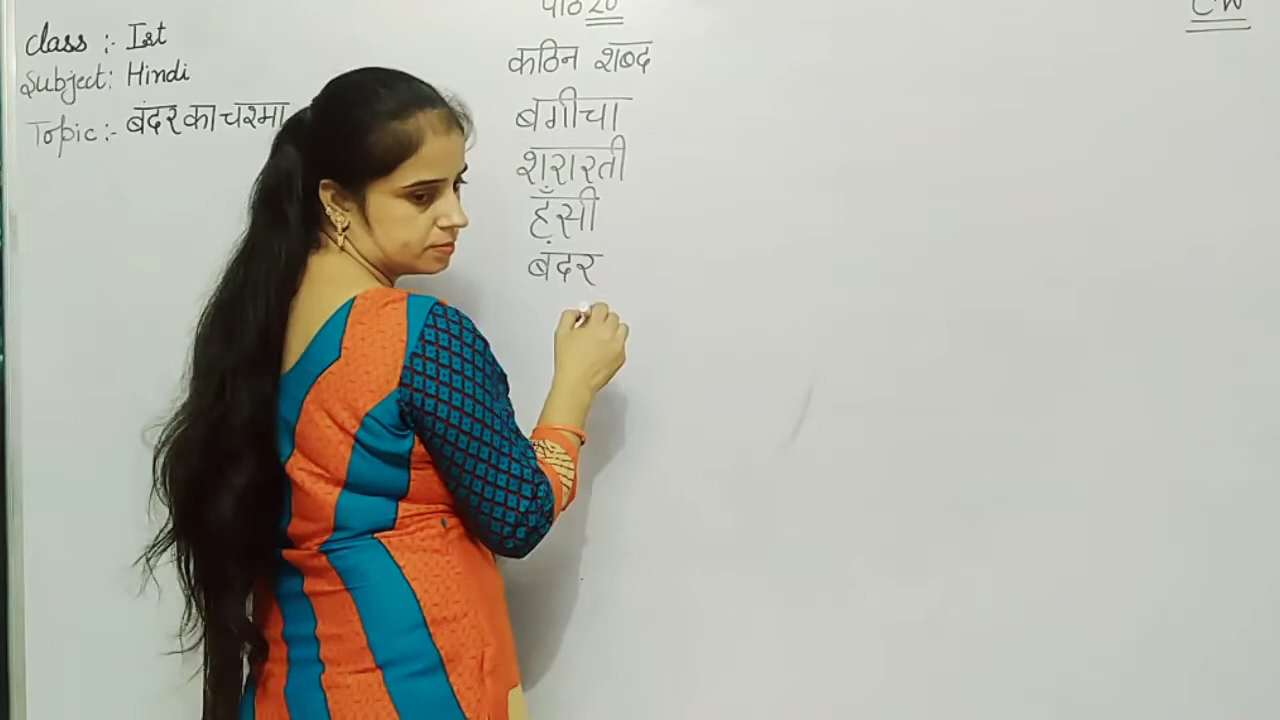 class :- Ist
Subject: Hindi
Topic:- बंदर का चश्मा
पाठ 20
कठिन शब्द
बगीचा
शरारती
हँसी
बंदर
CW